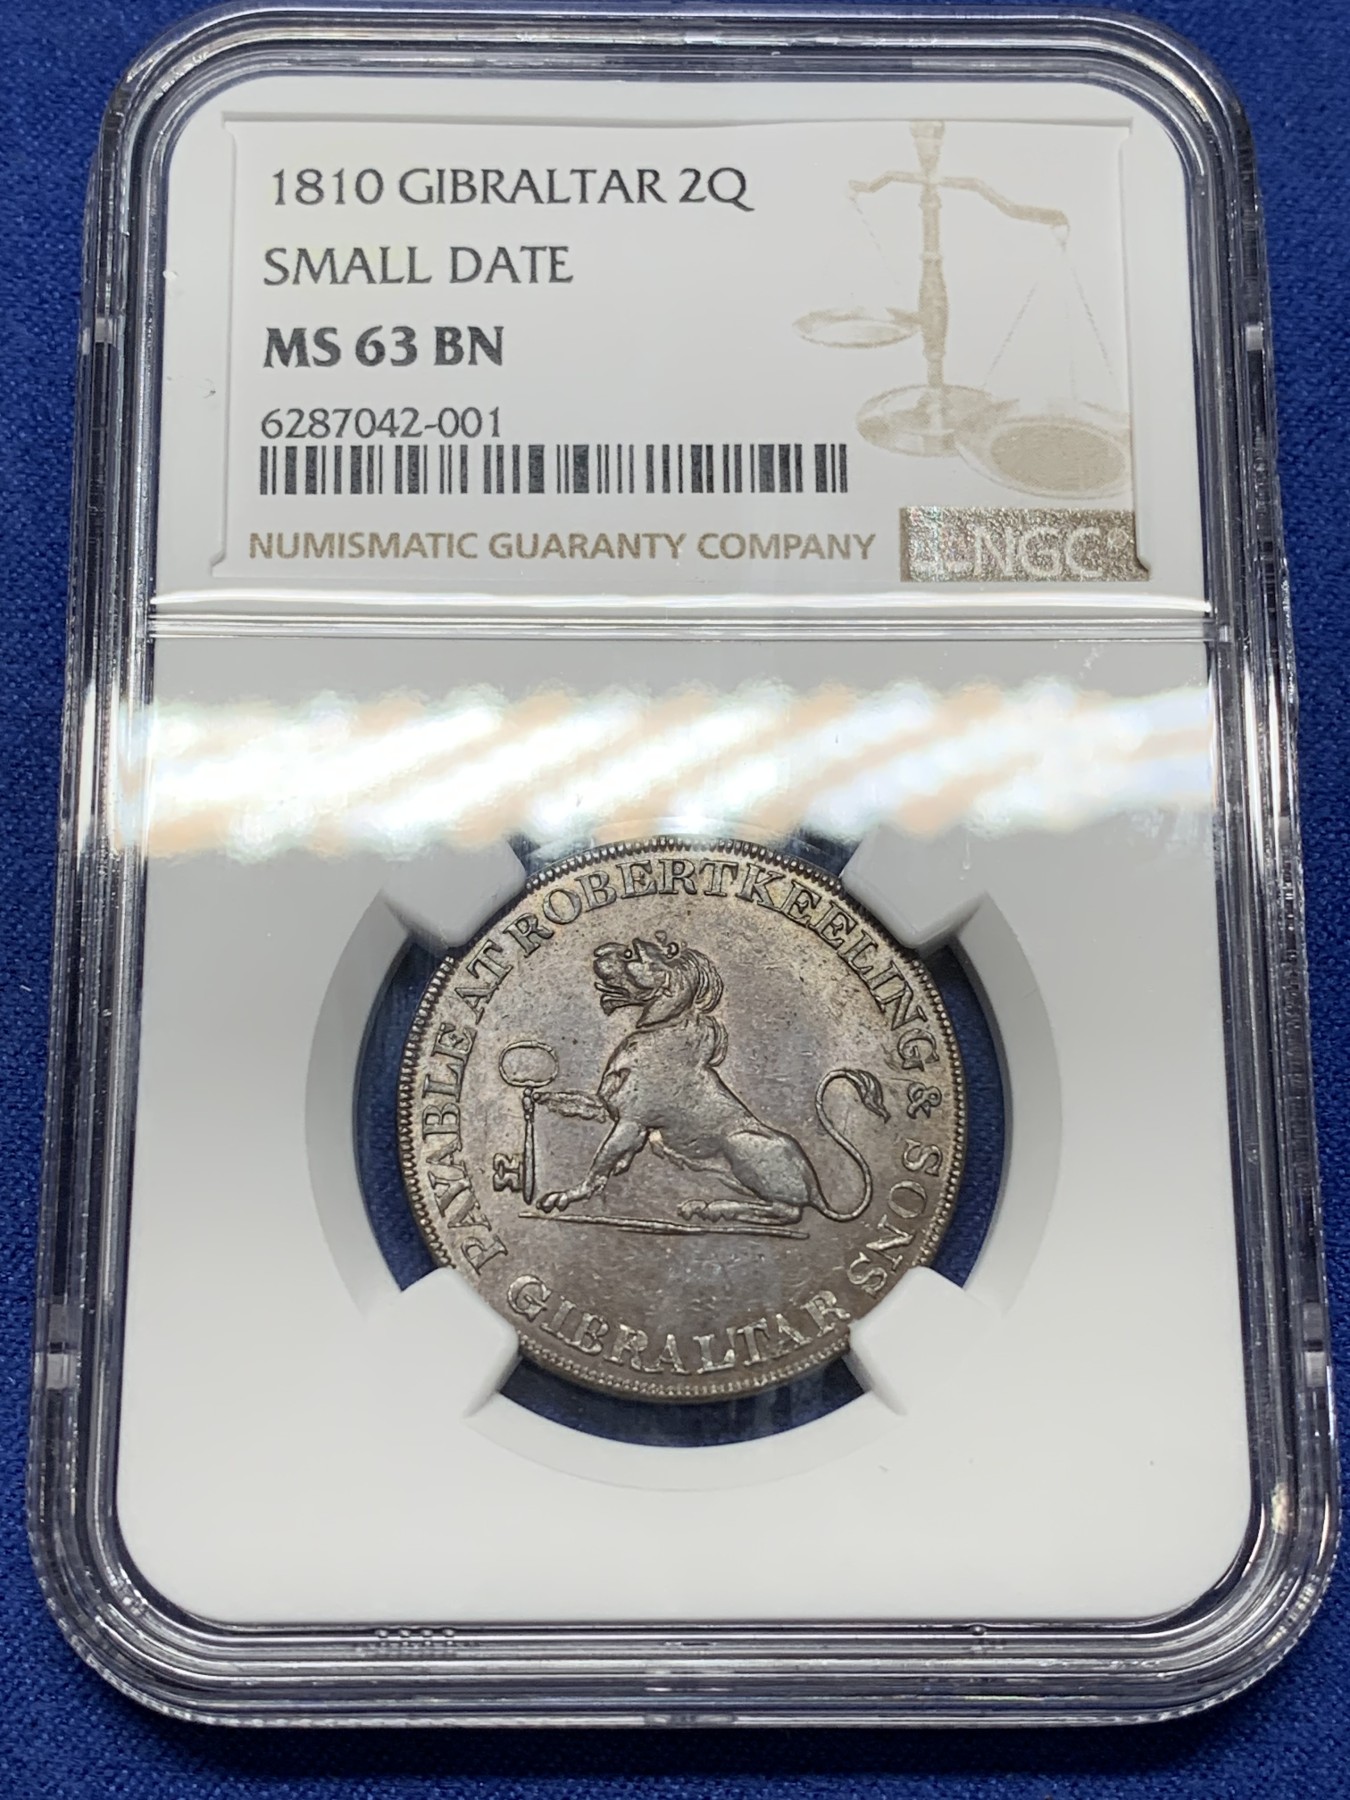 1810 GIBRALTAR 2Q
SMALL DATE
MS 63 BN
6287042-001
NUMISMATIC GUARANTY COMPANY
NGC®
PAYABLE AT ROBERT KEELING & SONS
GIBRALTAR